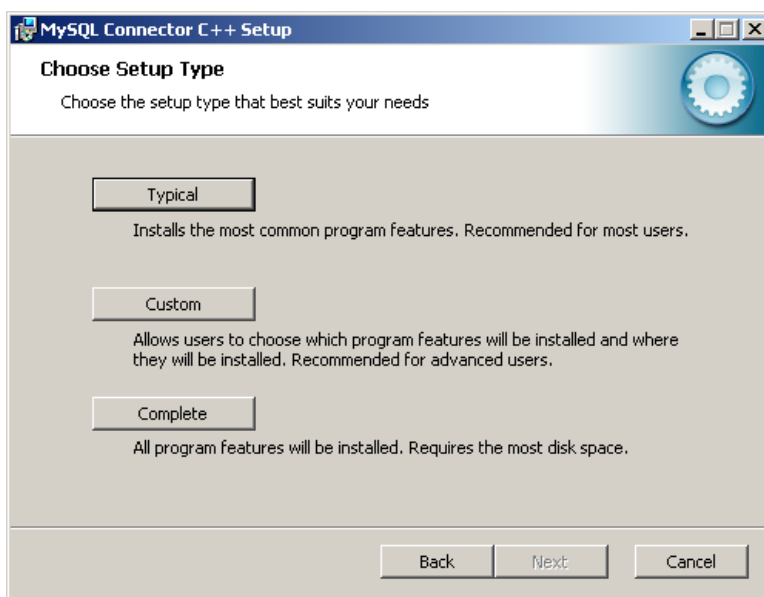 MySQL Connector C++ Setup
Choose Setup Type
Choose the setup type that best suits your needs
Typical
Installs the most common program features. Recommended for most users.
Custom
Allows users to choose which program features will be installed and where
they will be installed. Recommended for advanced users.
Complete
All program features will be installed. Requires the most disk space.
Back Next Cancel